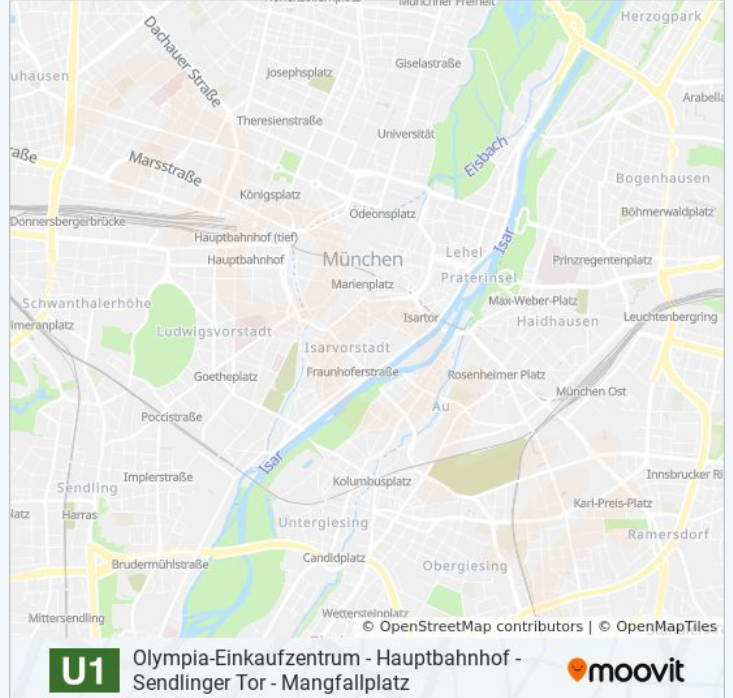 Münchner Freiheit
Herzogpark
Dachauer Straße
Giselastraße
uhausen
Josephsplatz
Arabella
Theresienstraße
Universität
Eisbach
aße
Marsstraße
Bogenhausen
Königsplatz
Odeonsplatz
Böhmerwaldplatz
Donnersbergerbrücke
Hauptbahnhof (tief)
Isar
Hauptbahnhof
München
Lehel
Prinzregentenplatz
Marienplatz
Praterinsel
Schwanthalerhöhe
Max-Weber-Platz
Isartor
Haidhausen
Leuchtenbergring
imeranplatz
Ludwigsvorstadt
Isarvorstadt
Goetheplatz
Fraunhoferstraße
Rosenheimer Platz
München Ost
Au
Poccistraße
Isar
Implerstraße
Kolumbusplatz
Innsbrucker Ri
Sendling
Karl-Preis-Platz
latz
Harras
Untergiesing
Ramersdorf
Candidplatz
Brudermühlstraße
Obergiesing
Mittersendling
Wettersteinplatz
© OpenStreetMap contributors | © OpenMapTiles
U1
Olympia-Einkaufzentrum - Hauptbahnhof -
Sendlinger Tor - Mangfallplatz
moovit